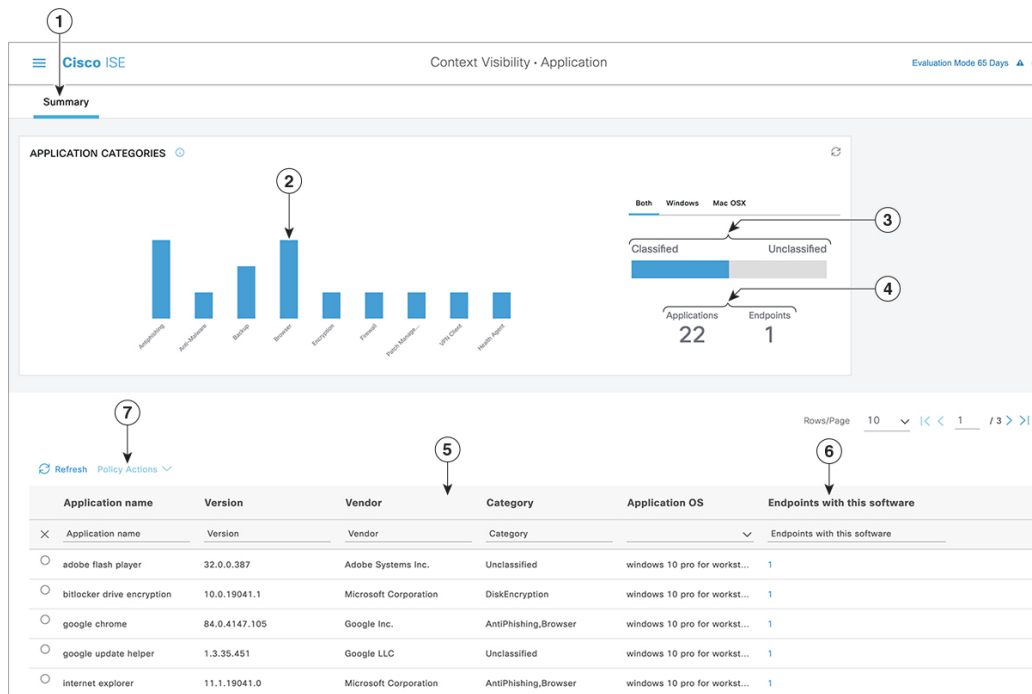 1
Cisco ISE
Context Visibility · Application
Evaluation Mode 65 Days
Summary
APPLICATION CATEGORIES
2
Both Windows Mac OSX
3
Classified Unclassified
4
Applications Endpoints
22 1
Antiphishing Anti-Malware Backup Browser Encryption Firewall Patch Manage... VPN Client Health Agent
Rows/Page 10 1 / 3
7
5
6
Refresh Policy Actions
Application name Version Vendor Category Application OS Endpoints with this software
Application name Version Vendor Category Endpoints with this software
adobe flash player 32.0.0.387 Adobe Systems Inc. Unclassified windows 10 pro for workst... 1
bitlocker drive encryption 10.0.19041.1 Microsoft Corporation DiskEncryption windows 10 pro for workst... 1
google chrome 84.0.4147.105 Google Inc. AntiPhishing,Browser windows 10 pro for workst... 1
google update helper 1.3.35.451 Google LLC Unclassified windows 10 pro for workst... 1
internet explorer 11.1.19041.0 Microsoft Corporation AntiPhishing,Browser windows 10 pro for workst... 1